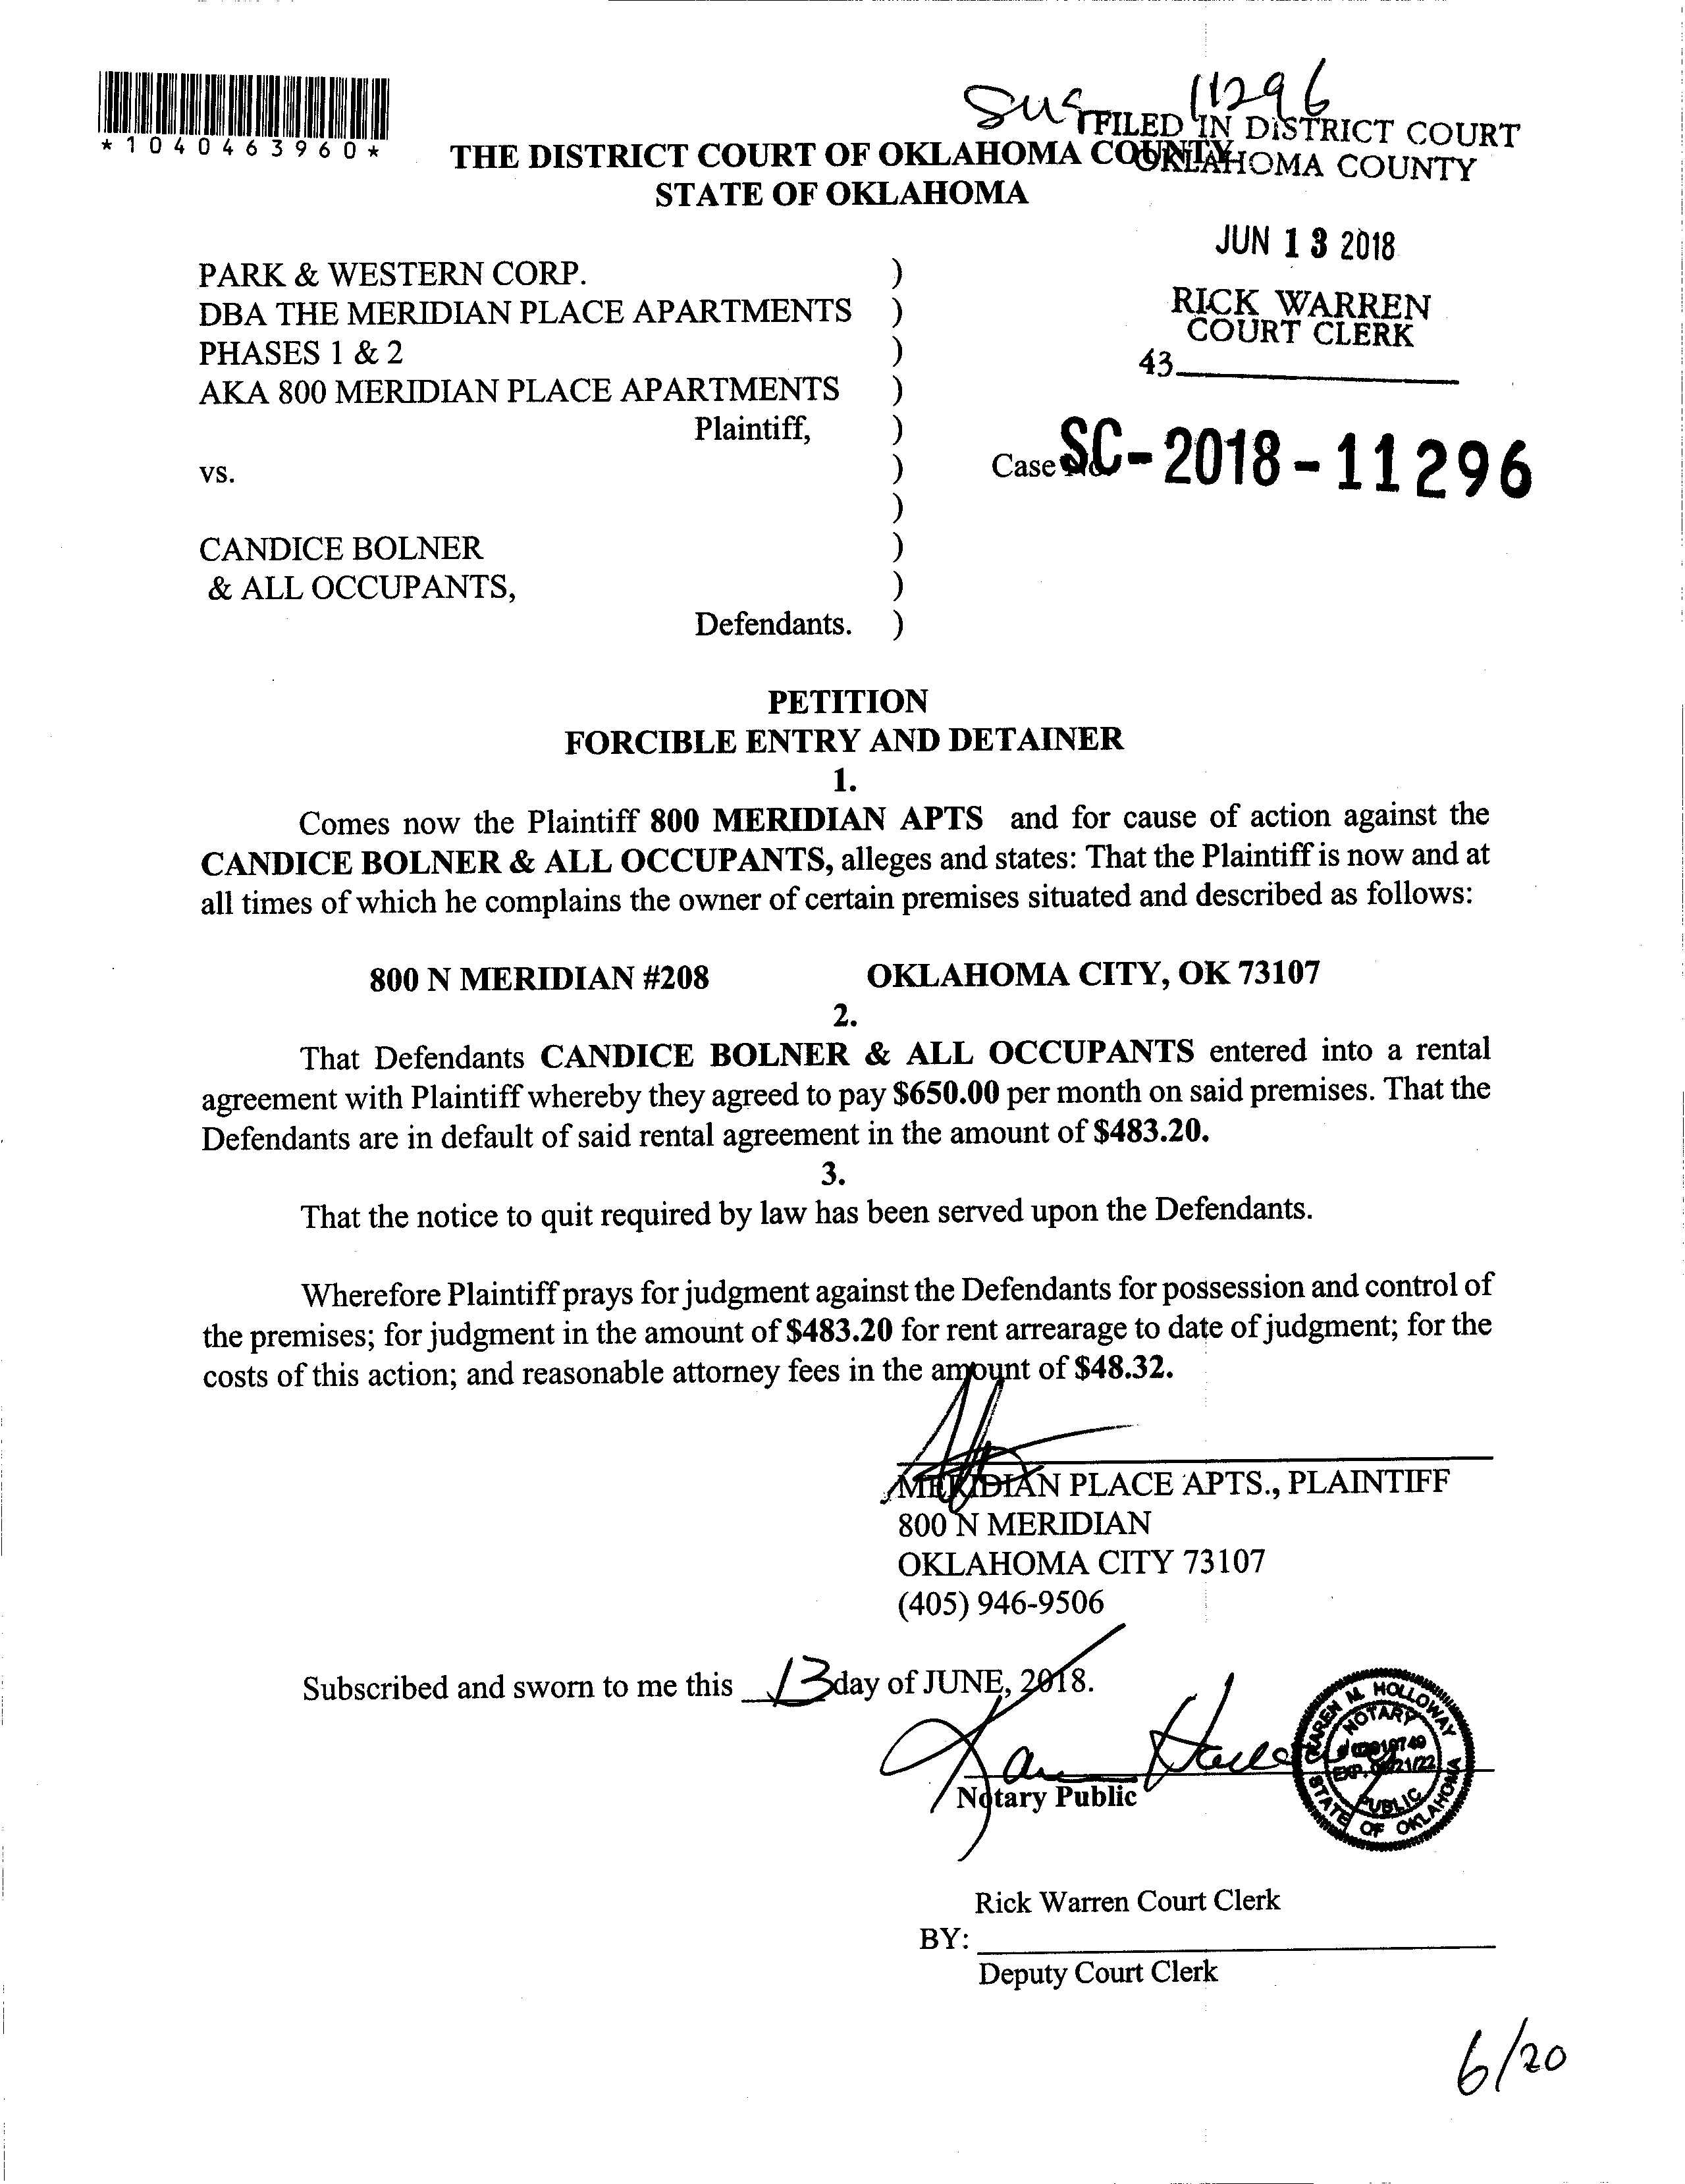 11296
*1040463960*
FILED IN DISTRICT COURT
OKLAHOMA COUNTY
THE DISTRICT COURT OF OKLAHOMA COUNTY
STATE OF OKLAHOMA
JUN 13 2018
RICK WARREN
COURT CLERK
43
PARK & WESTERN CORP. )
DBA THE MERIDIAN PLACE APARTMENTS )
PHASES 1 & 2 )
AKA 800 MERIDIAN PLACE APARTMENTS )
Plaintiff, )
vs. ) Case No. SC-2018-11296
)
CANDICE BOLNER )
& ALL OCCUPANTS, )
Defendants. )
PETITION
FORCIBLE ENTRY AND DETAINER
1.
Comes now the Plaintiff 800 MERIDIAN APTS and for cause of action against the
CANDICE BOLNER & ALL OCCUPANTS, alleges and states: That the Plaintiff is now and at
all times of which he complains the owner of certain premises situated and described as follows:
800 N MERIDIAN #208 OKLAHOMA CITY, OK 73107
2.
That Defendants CANDICE BOLNER & ALL OCCUPANTS entered into a rental
agreement with Plaintiff whereby they agreed to pay $650.00 per month on said premises. That the
Defendants are in default of said rental agreement in the amount of $483.20.
3.
That the notice to quit required by law has been served upon the Defendants.
Wherefore Plaintiff prays for judgment against the Defendants for possession and control of
the premises; for judgment in the amount of $483.20 for rent arrearage to date of judgment; for the
costs of this action; and reasonable attorney fees in the amount of $48.32.
MERIDIAN PLACE APTS., PLAINTIFF
800 N MERIDIAN
OKLAHOMA CITY 73107
(405) 946-9506
Subscribed and sworn to me this 13 day of JUNE, 2018.
KAREN M. HOLLOWAY
NOTARY
PUBLIC
STATE OF OKLAHOMA
Notary Public
Rick Warren Court Clerk
BY:
Deputy Court Clerk
6/20